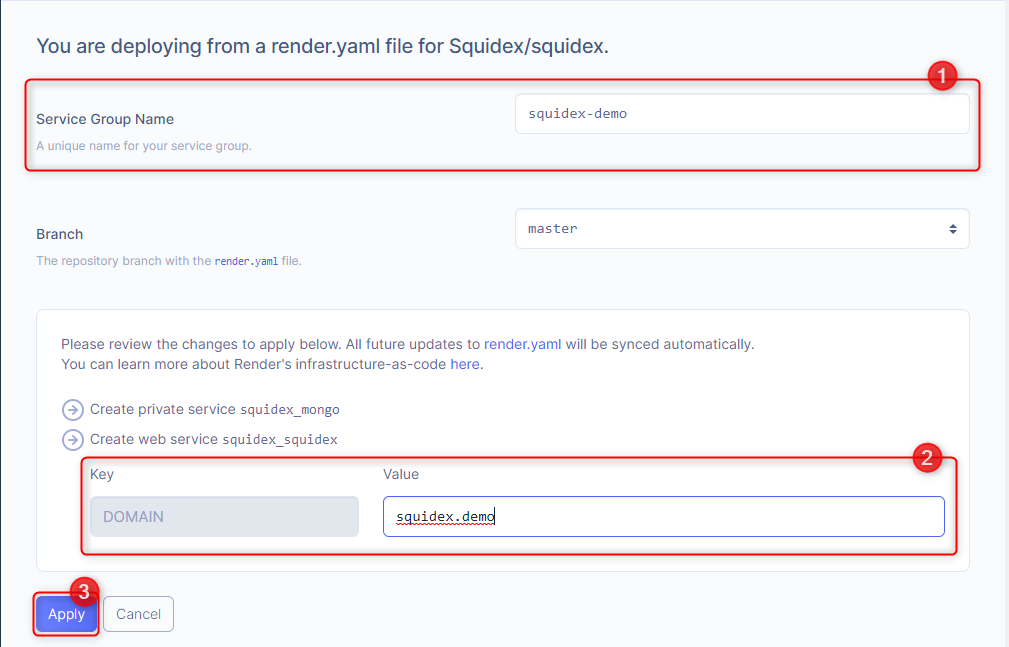 You are deploying from a render.yaml file for Squidex/squidex.
1
Service Group Name
squidex-demo
A unique name for your service group.
Branch
master
The repository branch with the render.yaml file.
Please review the changes to apply below. All future updates to render.yaml will be synced automatically.
You can learn more about Render's infrastructure-as-code here.
Create private service squidex_mongo
Create web service squidex_squidex
2
Key Value
DOMAIN squidex.demo
3
Apply Cancel